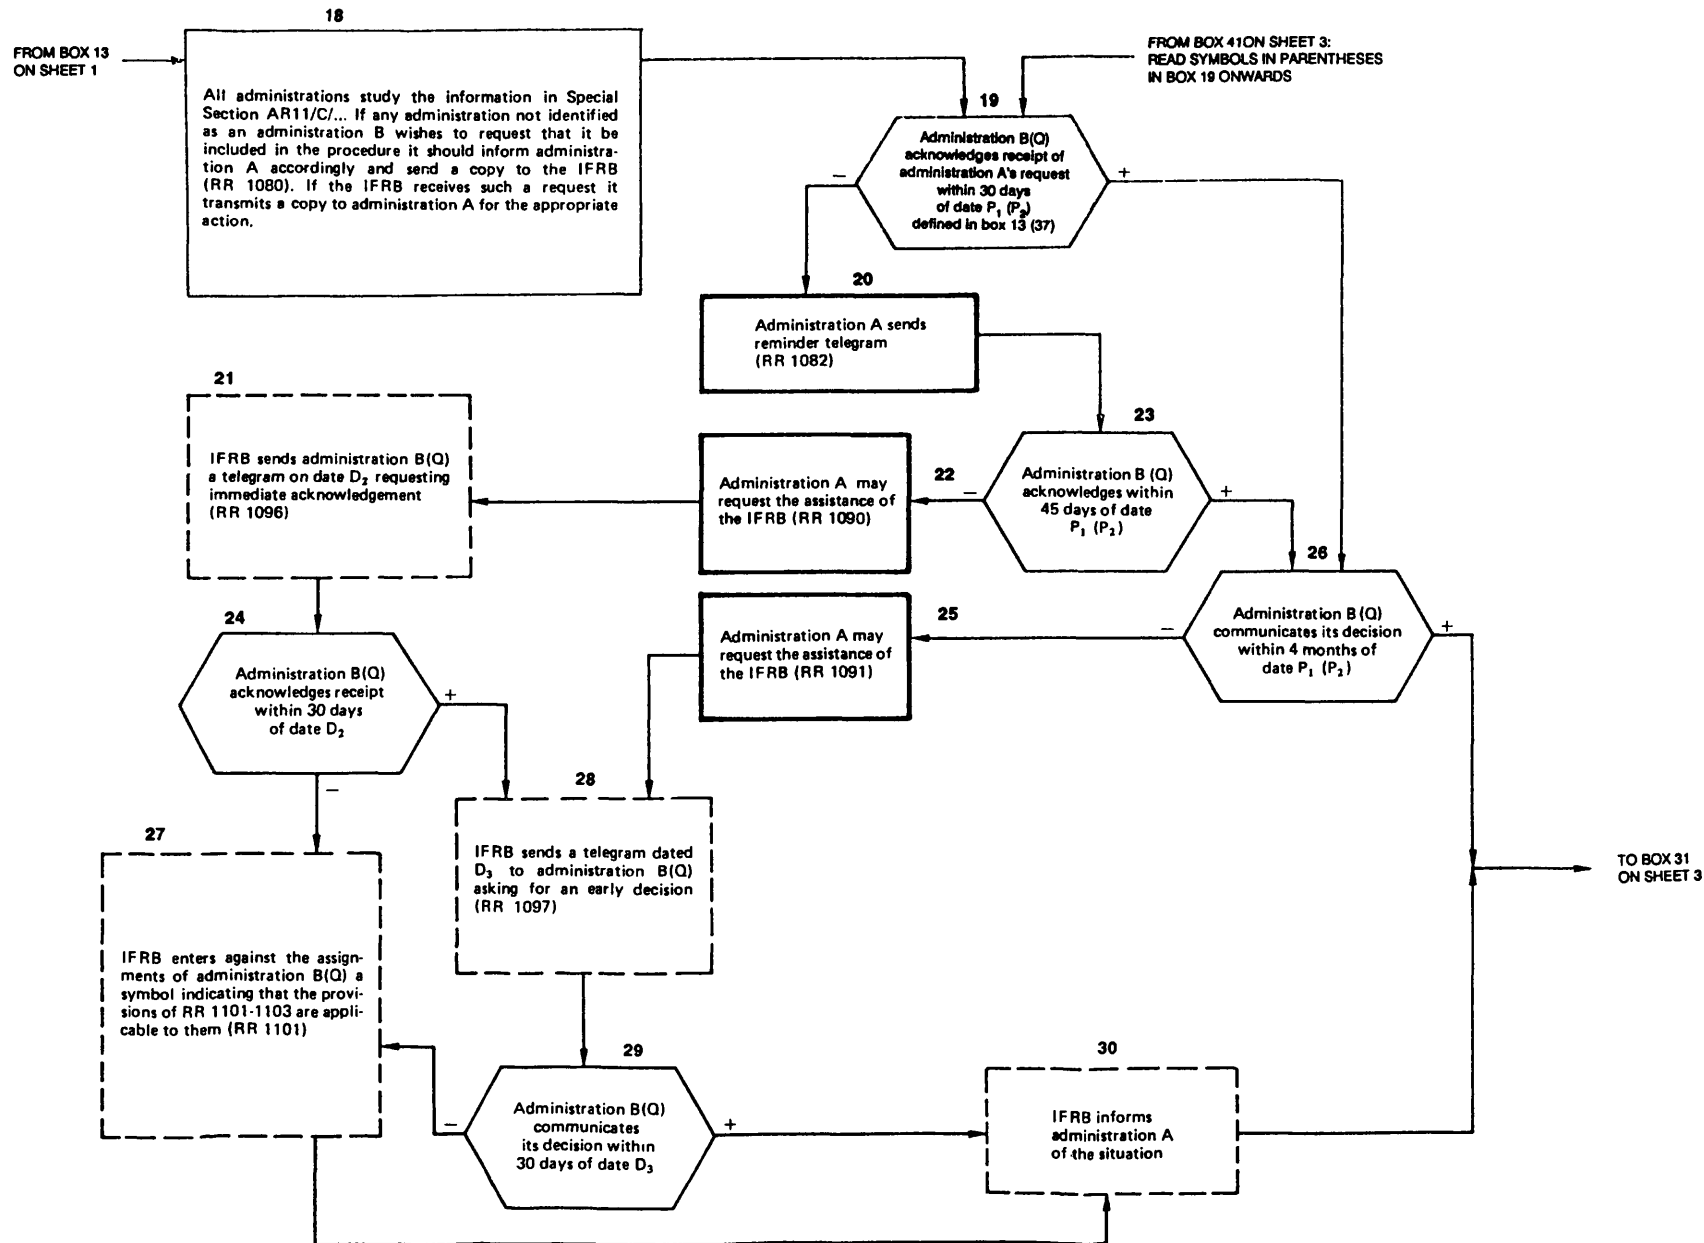 18
FROM BOX 13
ON SHEET 1
All administrations study the information in Special
Section AR11/C/... If any administration not identified
as an administration B wishes to request that it be
included in the procedure it should inform administra-
tion A accordingly and send a copy to the IFRB
(RR 1080). If the IFRB receives such a request it
transmits a copy to administration A for the appropriate
action.
FROM BOX 41ON SHEET 3:
READ SYMBOLS IN PARENTHESES
IN BOX 19 ONWARDS
19
Administration B(Q)
acknowledges receipt of
administration A's request
within 30 days
of date P₁ (P₂)
defined in box 13 (37)
−
+
20
Administration A sends
reminder telegram
(RR 1082)
21
IFRB sends administration B(Q)
a telegram on date D₂ requesting
immediate acknowledgement
(RR 1096)
22
Administration A may
request the assistance of
the IFRB (RR 1090)
23
Administration B (Q)
acknowledges within
45 days of date
P₁ (P₂)
−
+
24
Administration B(Q)
acknowledges receipt
within 30 days
of date D₂
+
−
25
Administration A may
request the assistance of
the IFRB (RR 1091)
26
Administration B (Q)
communicates its decision
within 4 months of
date P₁ (P₂)
−
+
27
IFRB enters against the assign-
ments of administration B(Q) a
symbol indicating that the provi-
sions of RR 1101-1103 are appli-
cable to them (RR 1101)
28
IFRB sends a telegram dated
D₃ to administration B(Q)
asking for an early decision
(RR 1097)
TO BOX 31
ON SHEET 3
29
Administration B(Q)
communicates
its decision within
30 days of date D₃
−
+
30
IFRB informs
administration A
of the situation